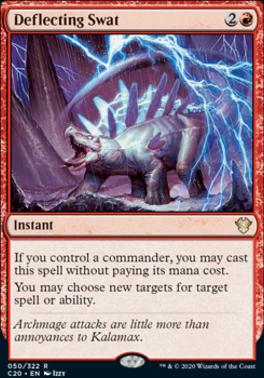 Deflecting Swat 2
Instant
If you control a commander, you may cast
this spell without paying its mana cost.
You may choose new targets for target
spell or ability.
Archmage attacks are little more than
annoyances to Kalamax.
050/322 R
C20 • EN Izzy
™ & © 2020 Wizards of the Coast